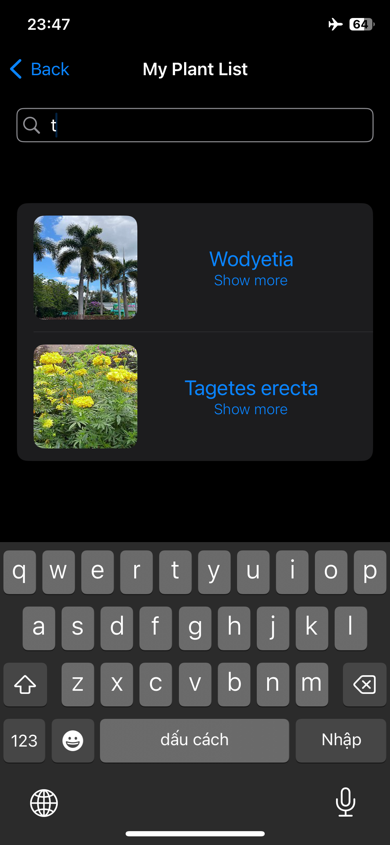 23:47
64
Back
My Plant List
t
Wodyetia
Show more
Tagetes erecta
Show more
q w e r t y u i o p
a s d f g h j k l
z x c v b n m
123
dấu cách
Nhập